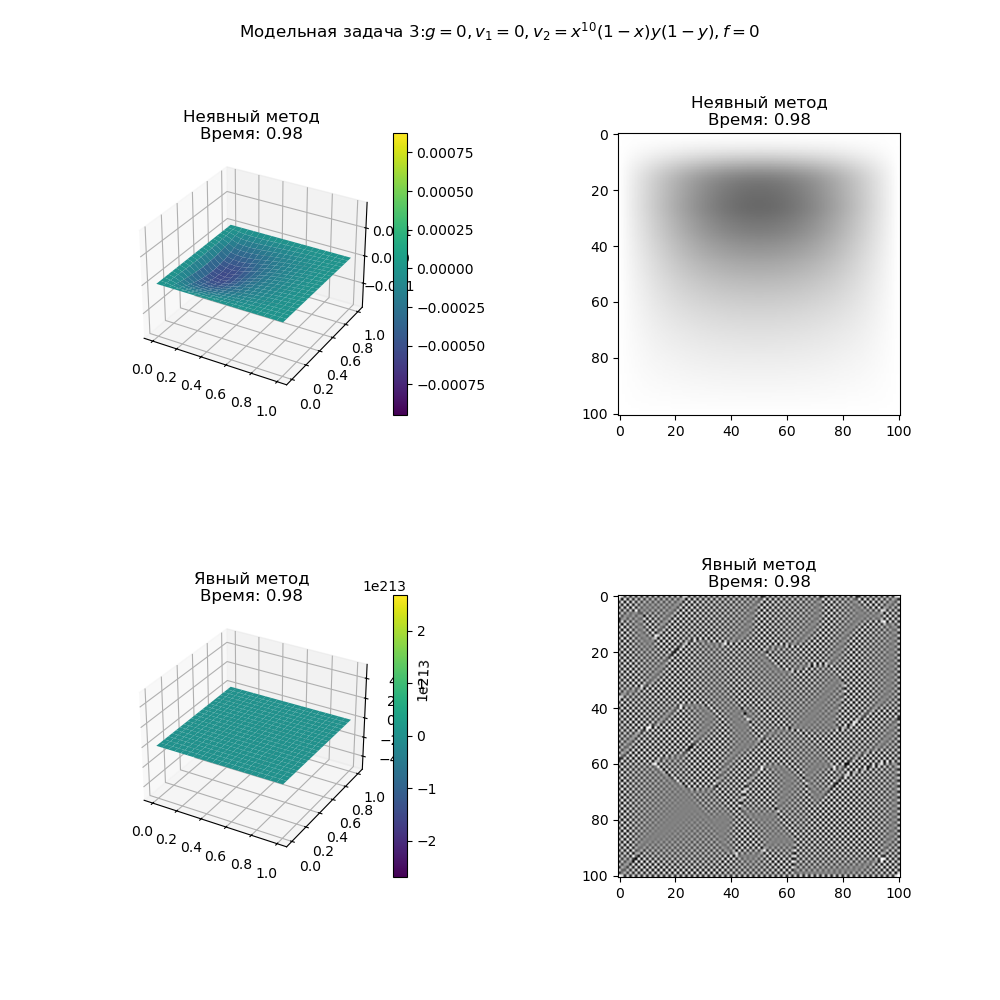 Модельная задача 3:g = 0, v₁ = 0, v₂ = x¹⁰(1 − x)y(1 − y), f = 0
Неявный метод
Время: 0.98
0.0 0.2 0.4 0.6 0.8 1.0
0.0 0.2 0.4 0.6 0.8 1.0
0.00075
0.00050
0.00025
0.00000
−0.00025
−0.00050
−0.00075
Неявный метод
Время: 0.98
0
20
40
60
80
100
0 20 40 60 80 100
Явный метод
Время: 0.98
0.0 0.2 0.4 0.6 0.8 1.0
0.0 0.2 0.4 0.6 0.8 1.0
1e213
1e213
2
1
0
−1
−2
Явный метод
Время: 0.98
0
20
40
60
80
100
0 20 40 60 80 100